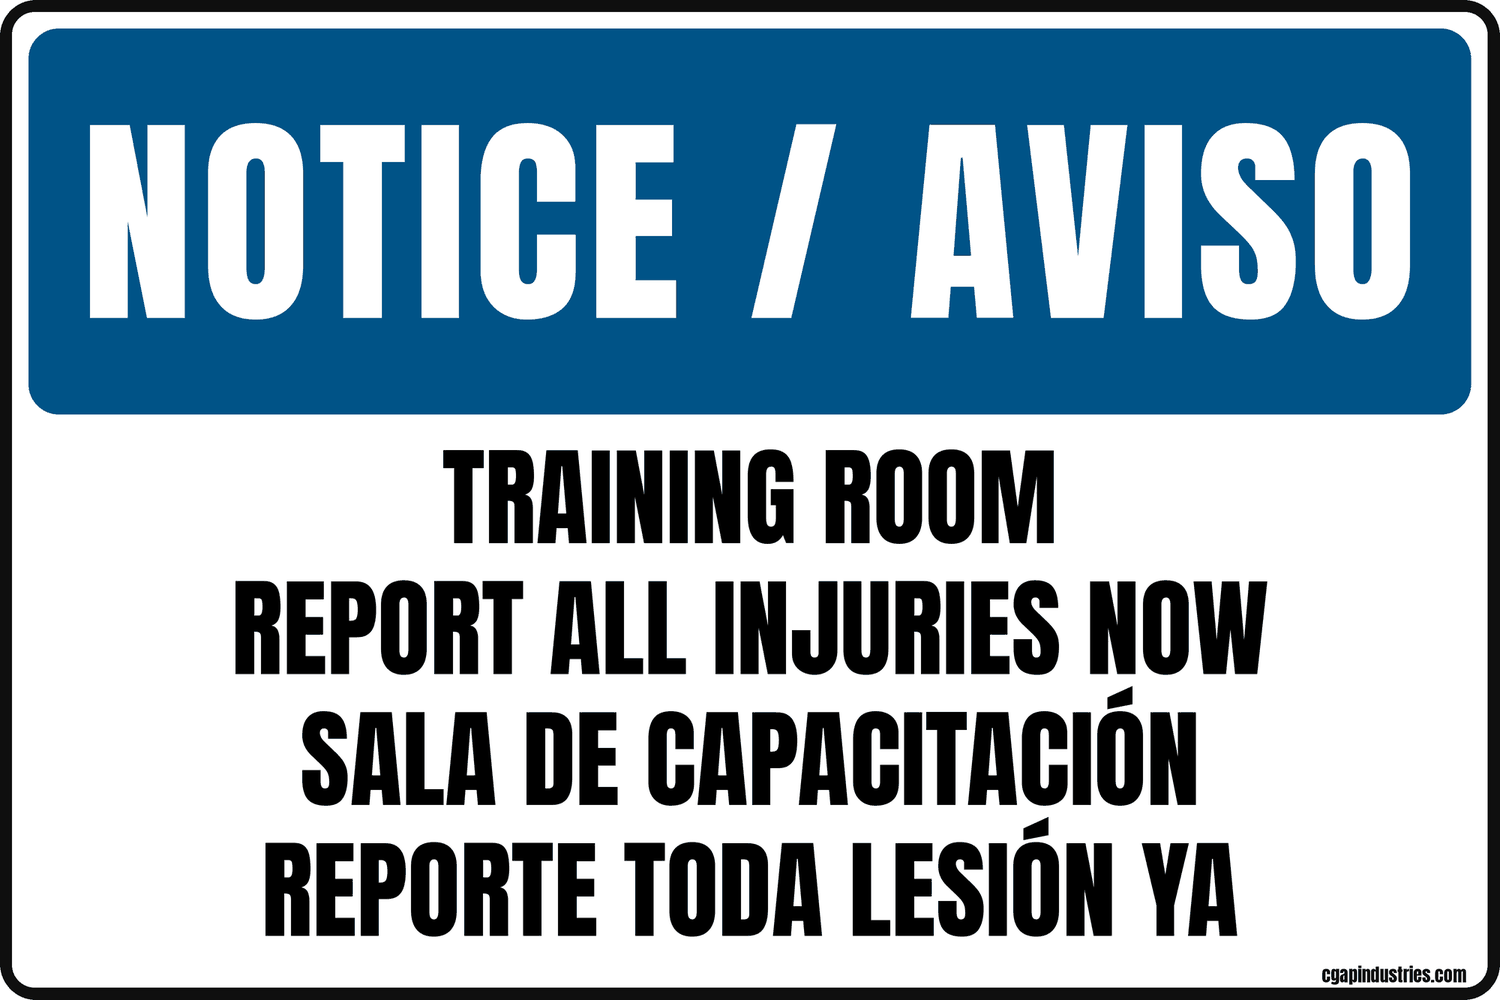 NOTICE / AVISO
TRAINING ROOM
REPORT ALL INJURIES NOW
SALA DE CAPACITACIÓN
REPORTE TODA LESIÓN YA
cgapindustries.com